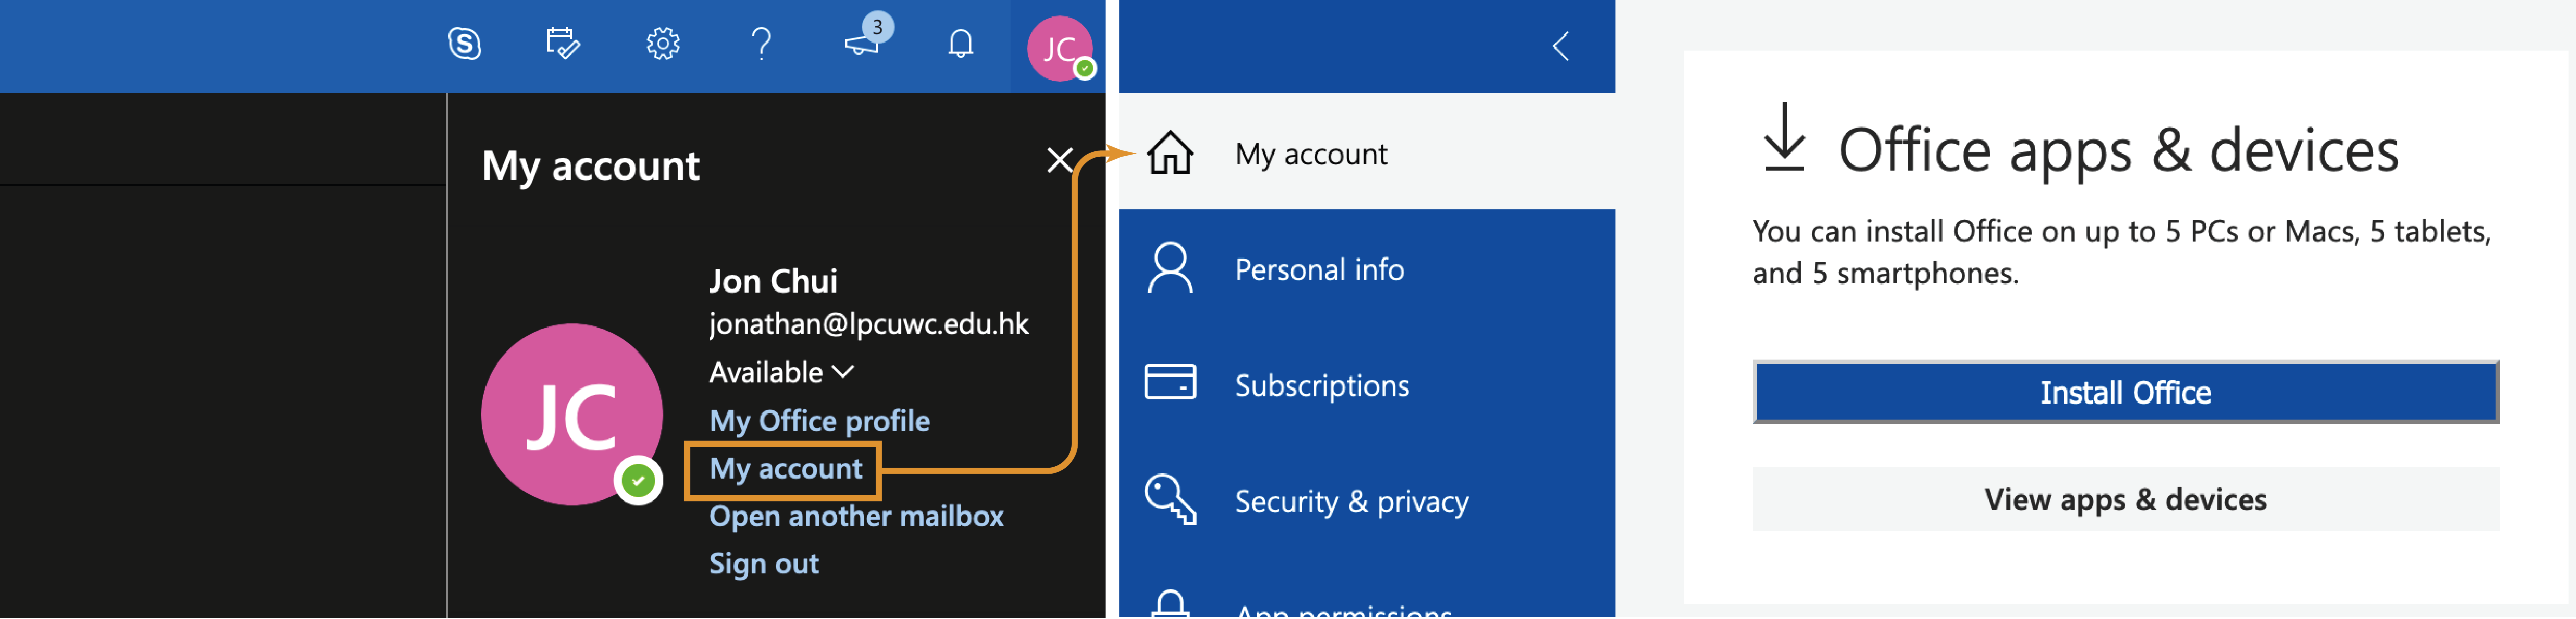 3
JC
My account
Jon Chui
jonathan@lpcuwc.edu.hk
Available
My Office profile
My account
Open another mailbox
Sign out
JC
My account
Personal info
Subscriptions
Security & privacy
App permissions
Office apps & devices
You can install Office on up to 5 PCs or Macs, 5 tablets,
and 5 smartphones.
Install Office
View apps & devices